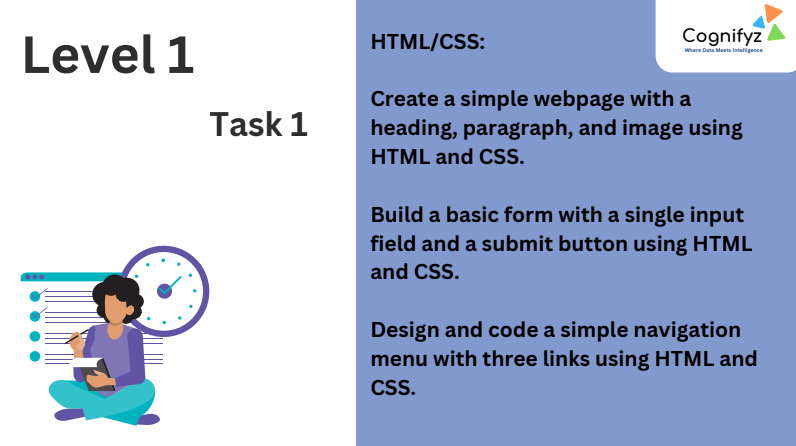 Level 1
Task 1
HTML/CSS:
Create a simple webpage with a
heading, paragraph, and image using
HTML and CSS.
Build a basic form with a single input
field and a submit button using HTML
and CSS.
Design and code a simple navigation
menu with three links using HTML and
CSS.
Cognifyz
Where Data Meets Intelligence